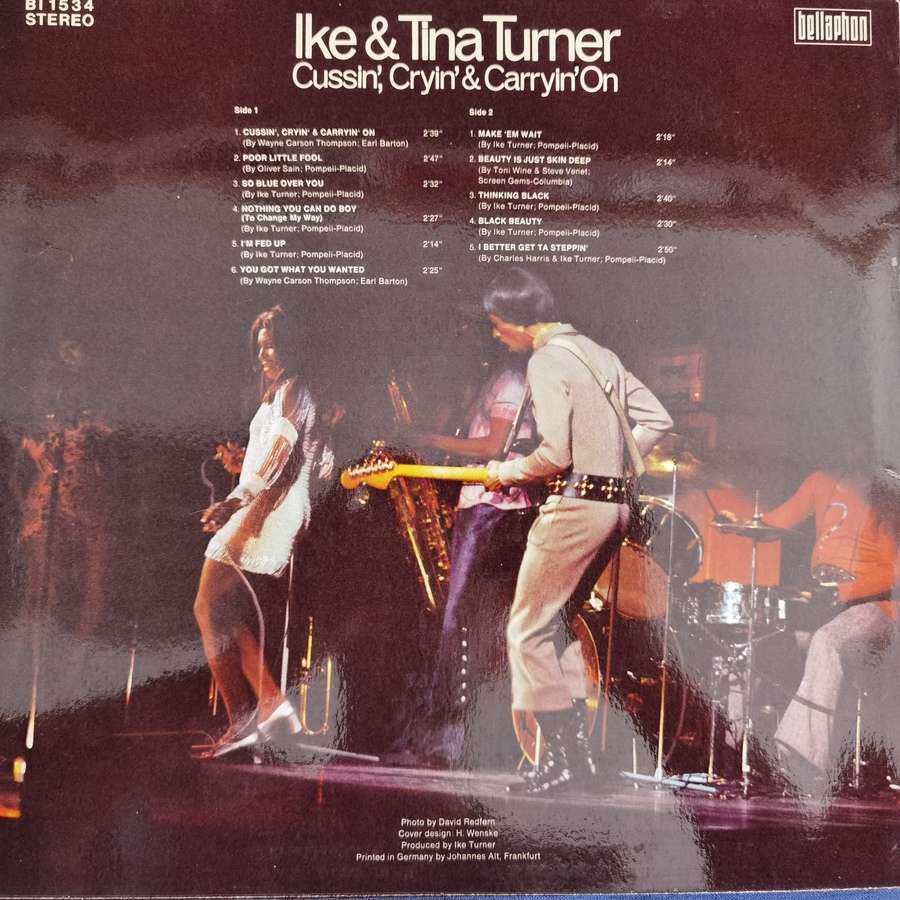 BI 1534
STEREO
bellaphon
Ike & Tina Turner
Cussin', Cryin' & Carryin' On
Side 1
1. CUSSIN', CRYIN' & CARRYIN' ON 2'39"
(By Wayne Carson Thompson; Earl Barton)
2. POOR LITTLE FOOL 2'47"
(By Oliver Sain; Pompeii-Placid)
3. SO BLUE OVER YOU 2'32"
(By Ike Turner; Pompeii-Placid)
4. NOTHING YOU CAN DO BOY
(To Change My Way) 2'27"
(By Ike Turner; Pompeii-Placid)
5. I'M FED UP 2'14"
(By Ike Turner; Pompeii-Placid)
6. YOU GOT WHAT YOU WANTED 2'25"
(By Wayne Carson Thompson; Earl Barton)
Side 2
1. MAKE 'EM WAIT 2'18"
(By Ike Turner; Pompeii-Placid)
2. BEAUTY IS JUST SKIN DEEP 2'14"
(By Toni Wine & Steve Venet;
Screen Gems-Columbia)
3. THINKING BLACK 2'40"
(By Ike Turner; Pompeii-Placid)
4. BLACK BEAUTY 2'30"
(By Ike Turner; Pompeii-Placid)
5. I BETTER GET TA STEPPIN' 2'50"
(By Charles Harris & Ike Turner; Pompeii-Placid)
Photo by David Redfern
Cover design: H. Wenske
Produced by Ike Turner
Printed in Germany by Johannes Alt, Frankfurt